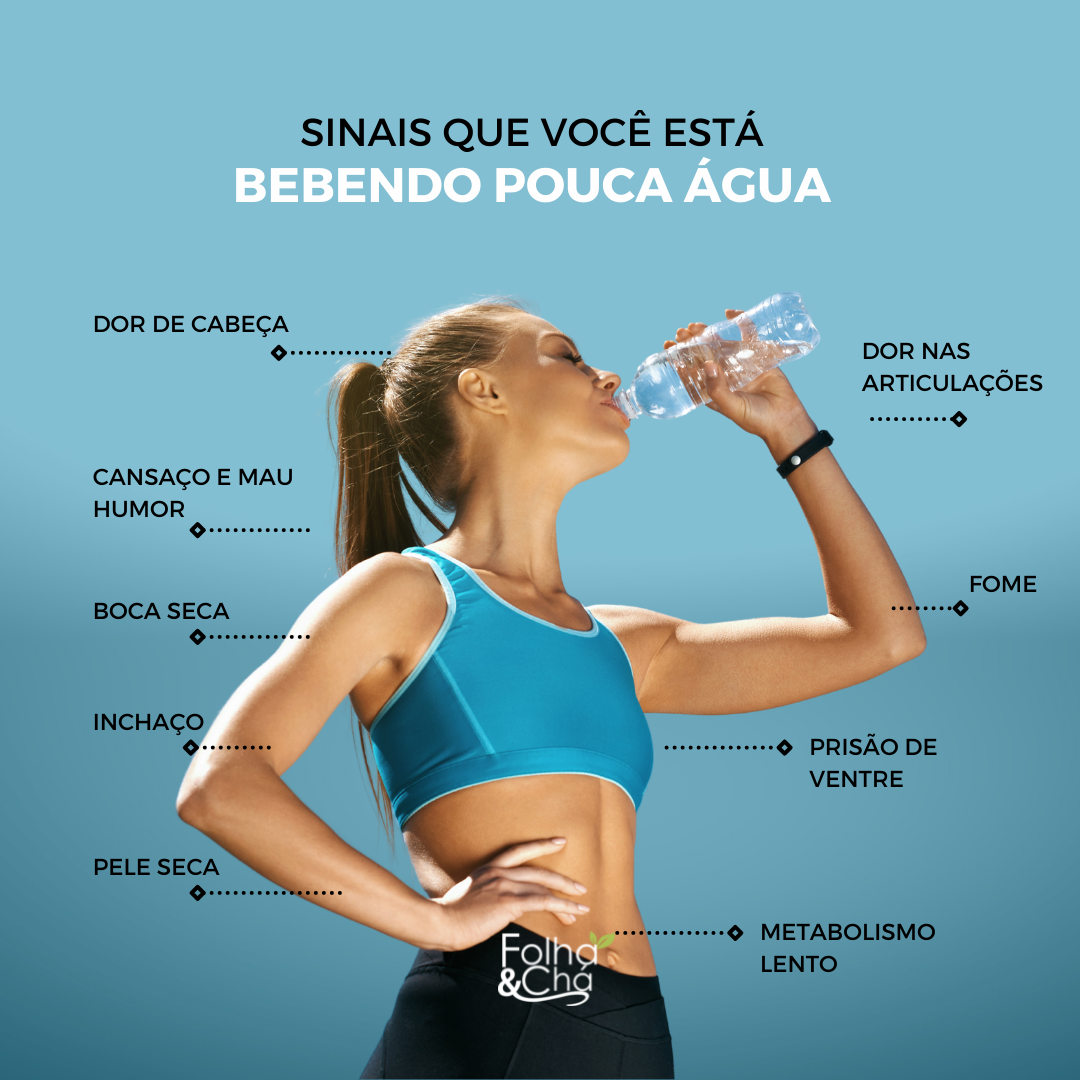 SINAIS QUE VOCÊ ESTÁ
BEBENDO POUCA ÁGUA
DOR DE CABEÇA
CANSAÇO E MAU
HUMOR
BOCA SECA
INCHAÇO
PELE SECA
DOR NAS
ARTICULAÇÕES
FOME
PRISÃO DE
VENTRE
METABOLISMO
LENTO
Folha
&Chá